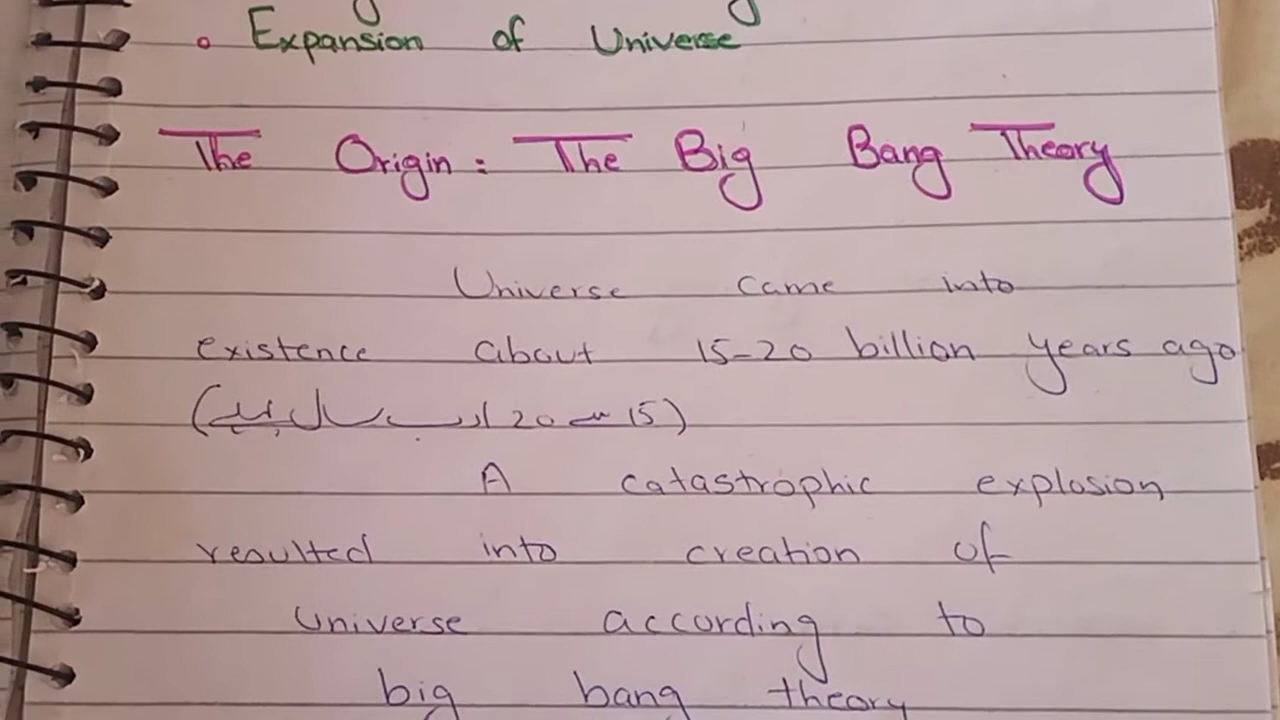 Expansion of Universe
The Origin: The Big Bang Theory
Universe came into
existence about 15-20 billion years ago
(15 سے 20 ارب سال پہلے)
A catastrophic explosion
resulted into creation of
universe according to
big bang theory